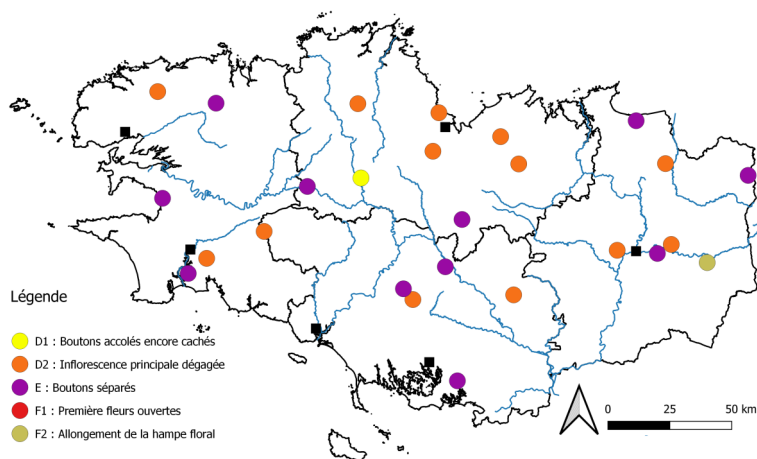 Légende
D1 : Boutons accolés encore cachés
D2 : Inflorescence principale dégagée
E : Boutons séparés
F1 : Première fleurs ouvertes
F2 : Allongement de la hampe floral
0 25 50 km